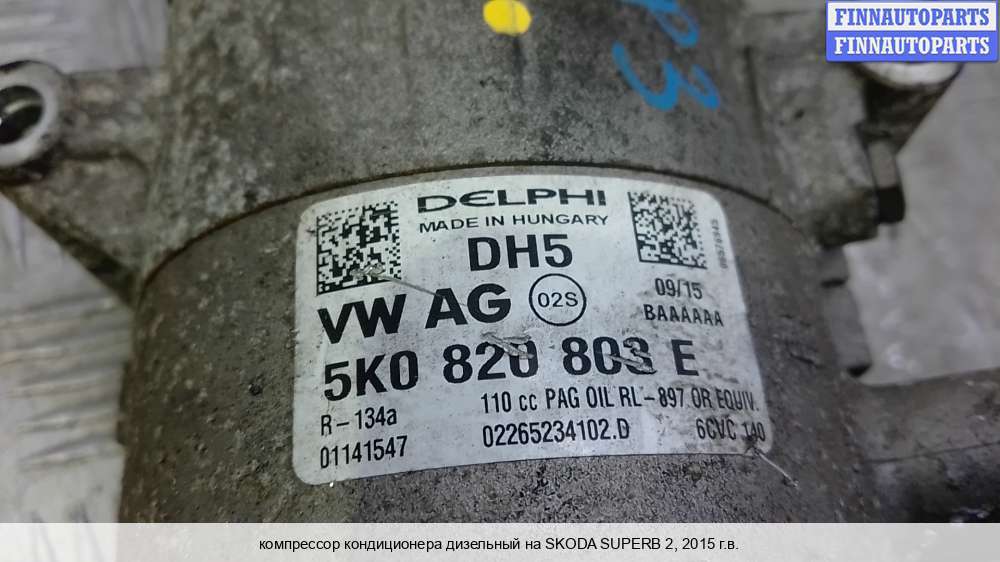 FINNAUTOPARTS
FINNAUTOPARTS
P3
DELPHI
MADE IN HUNGARY
DH5
VW AG 02S
09/15
BAAAAAA
5K0 820 803 E
R-134a
110 cc PAG OIL RL-897 OR EQUIV.
01141547
02265234102.D
6CVC 140
компрессор кондиционера дизельный на SKODA SUPERB 2, 2015 г.в.